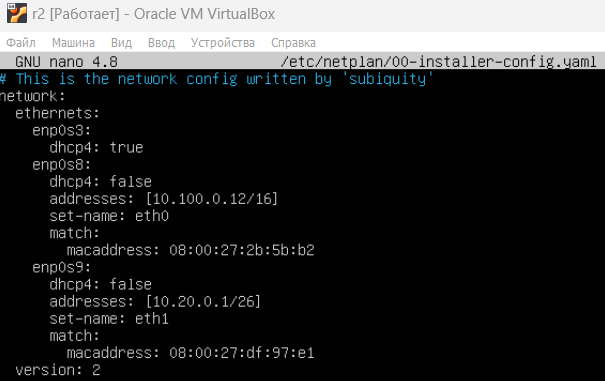 r2 [Работает] - Oracle VM VirtualBox
Файл Машина Вид Ввод Устройства Справка
GNU nano 4.8 /etc/netplan/00-installer-config.yaml
# This is the network config written by 'subiquity'
network:
  ethernets:
    enp0s3:
      dhcp4: true
    enp0s8:
      dhcp4: false
      addresses: [10.100.0.12/16]
      set-name: eth0
      match:
        macaddress: 08:00:27:2b:5b:b2
    enp0s9:
      dhcp4: false
      addresses: [10.20.0.1/26]
      set-name: eth1
      match:
        macaddress: 08:00:27:df:97:e1
  version: 2